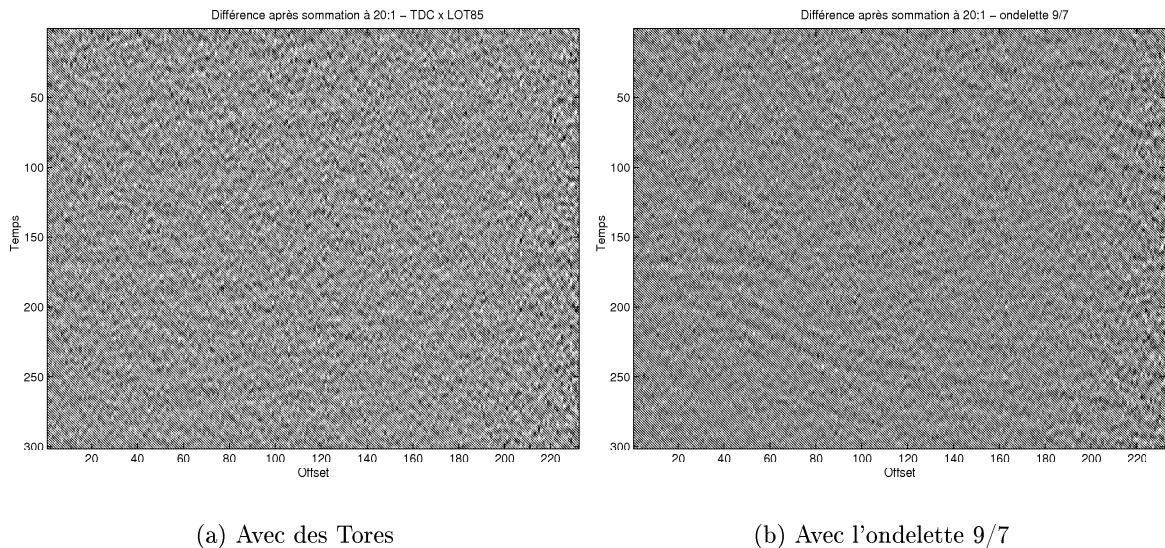 Différence après sommation à 20:1 – TDC x LOT85
50
100
150
200
250
300
Temps
20 40 60 80 100 120 140 160 180 200 220
Offset
(a) Avec des Tores
Différence après sommation à 20:1 – ondelette 9/7
50
100
150
200
250
300
Temps
20 40 60 80 100 120 140 160 180 200 220
Offset
(b) Avec l'ondelette 9/7